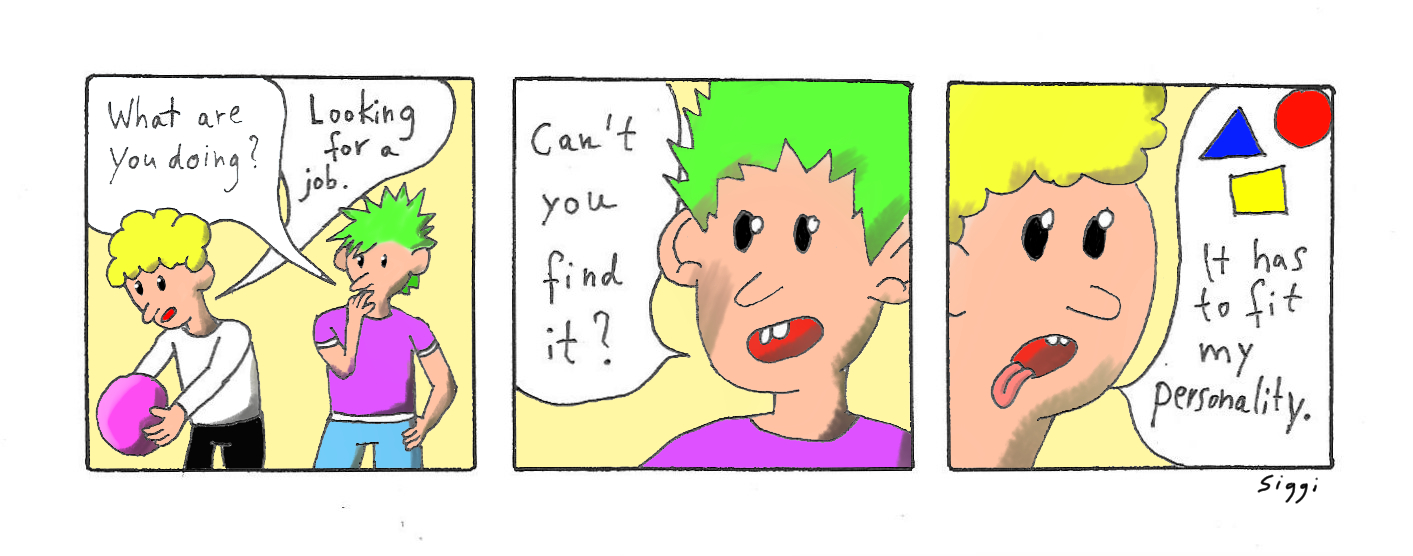 What are
you doing?
Looking
for a
job.
Can't
you
find
it?
It has
to fit
my
personality.
Siggi